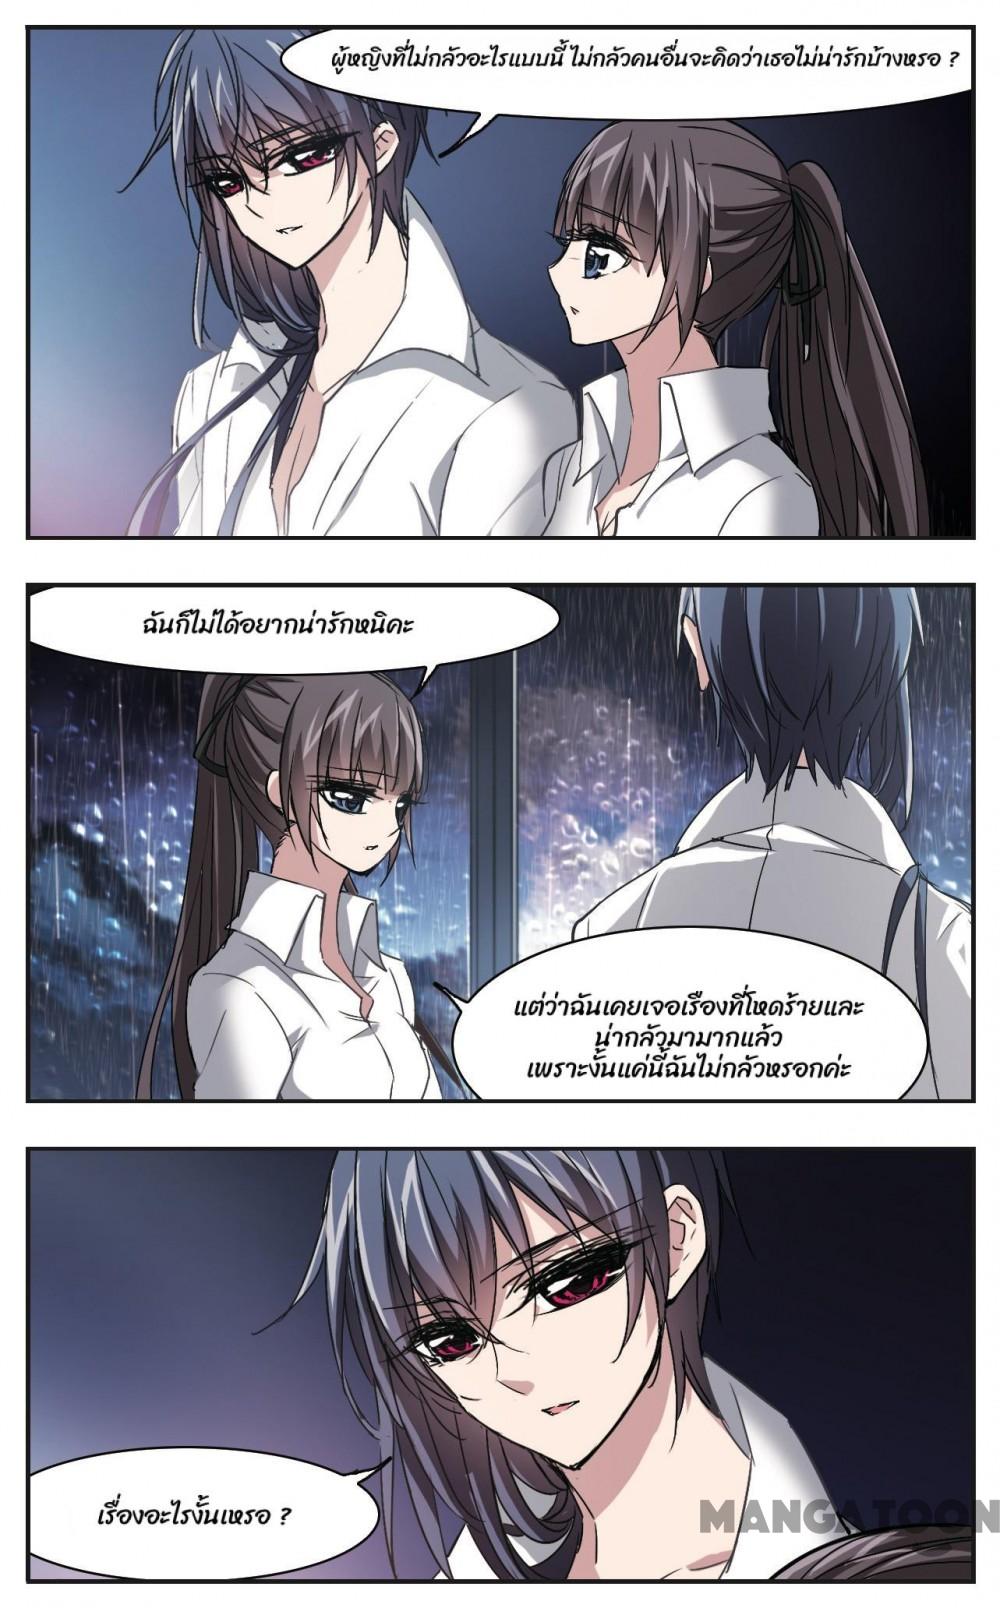 ผู้หญิงที่ไม่กลัวอะไรแบบนี้ ไม่กลัวคนอื่นจะคิดว่าเธอไม่น่ารักบ้างหรอ ?
ฉันก็ไม่ได้อยากน่ารักหนิคะ
แต่ว่าฉันเคยเจอเรื่องที่โหดร้ายและ
น่ากลัวมามากแล้ว
เพราะงั้นแค่นี้ฉันไม่กลัวหรอกค่ะ
เรื่องอะไรงั้นเหรอ ?
MANGATOON